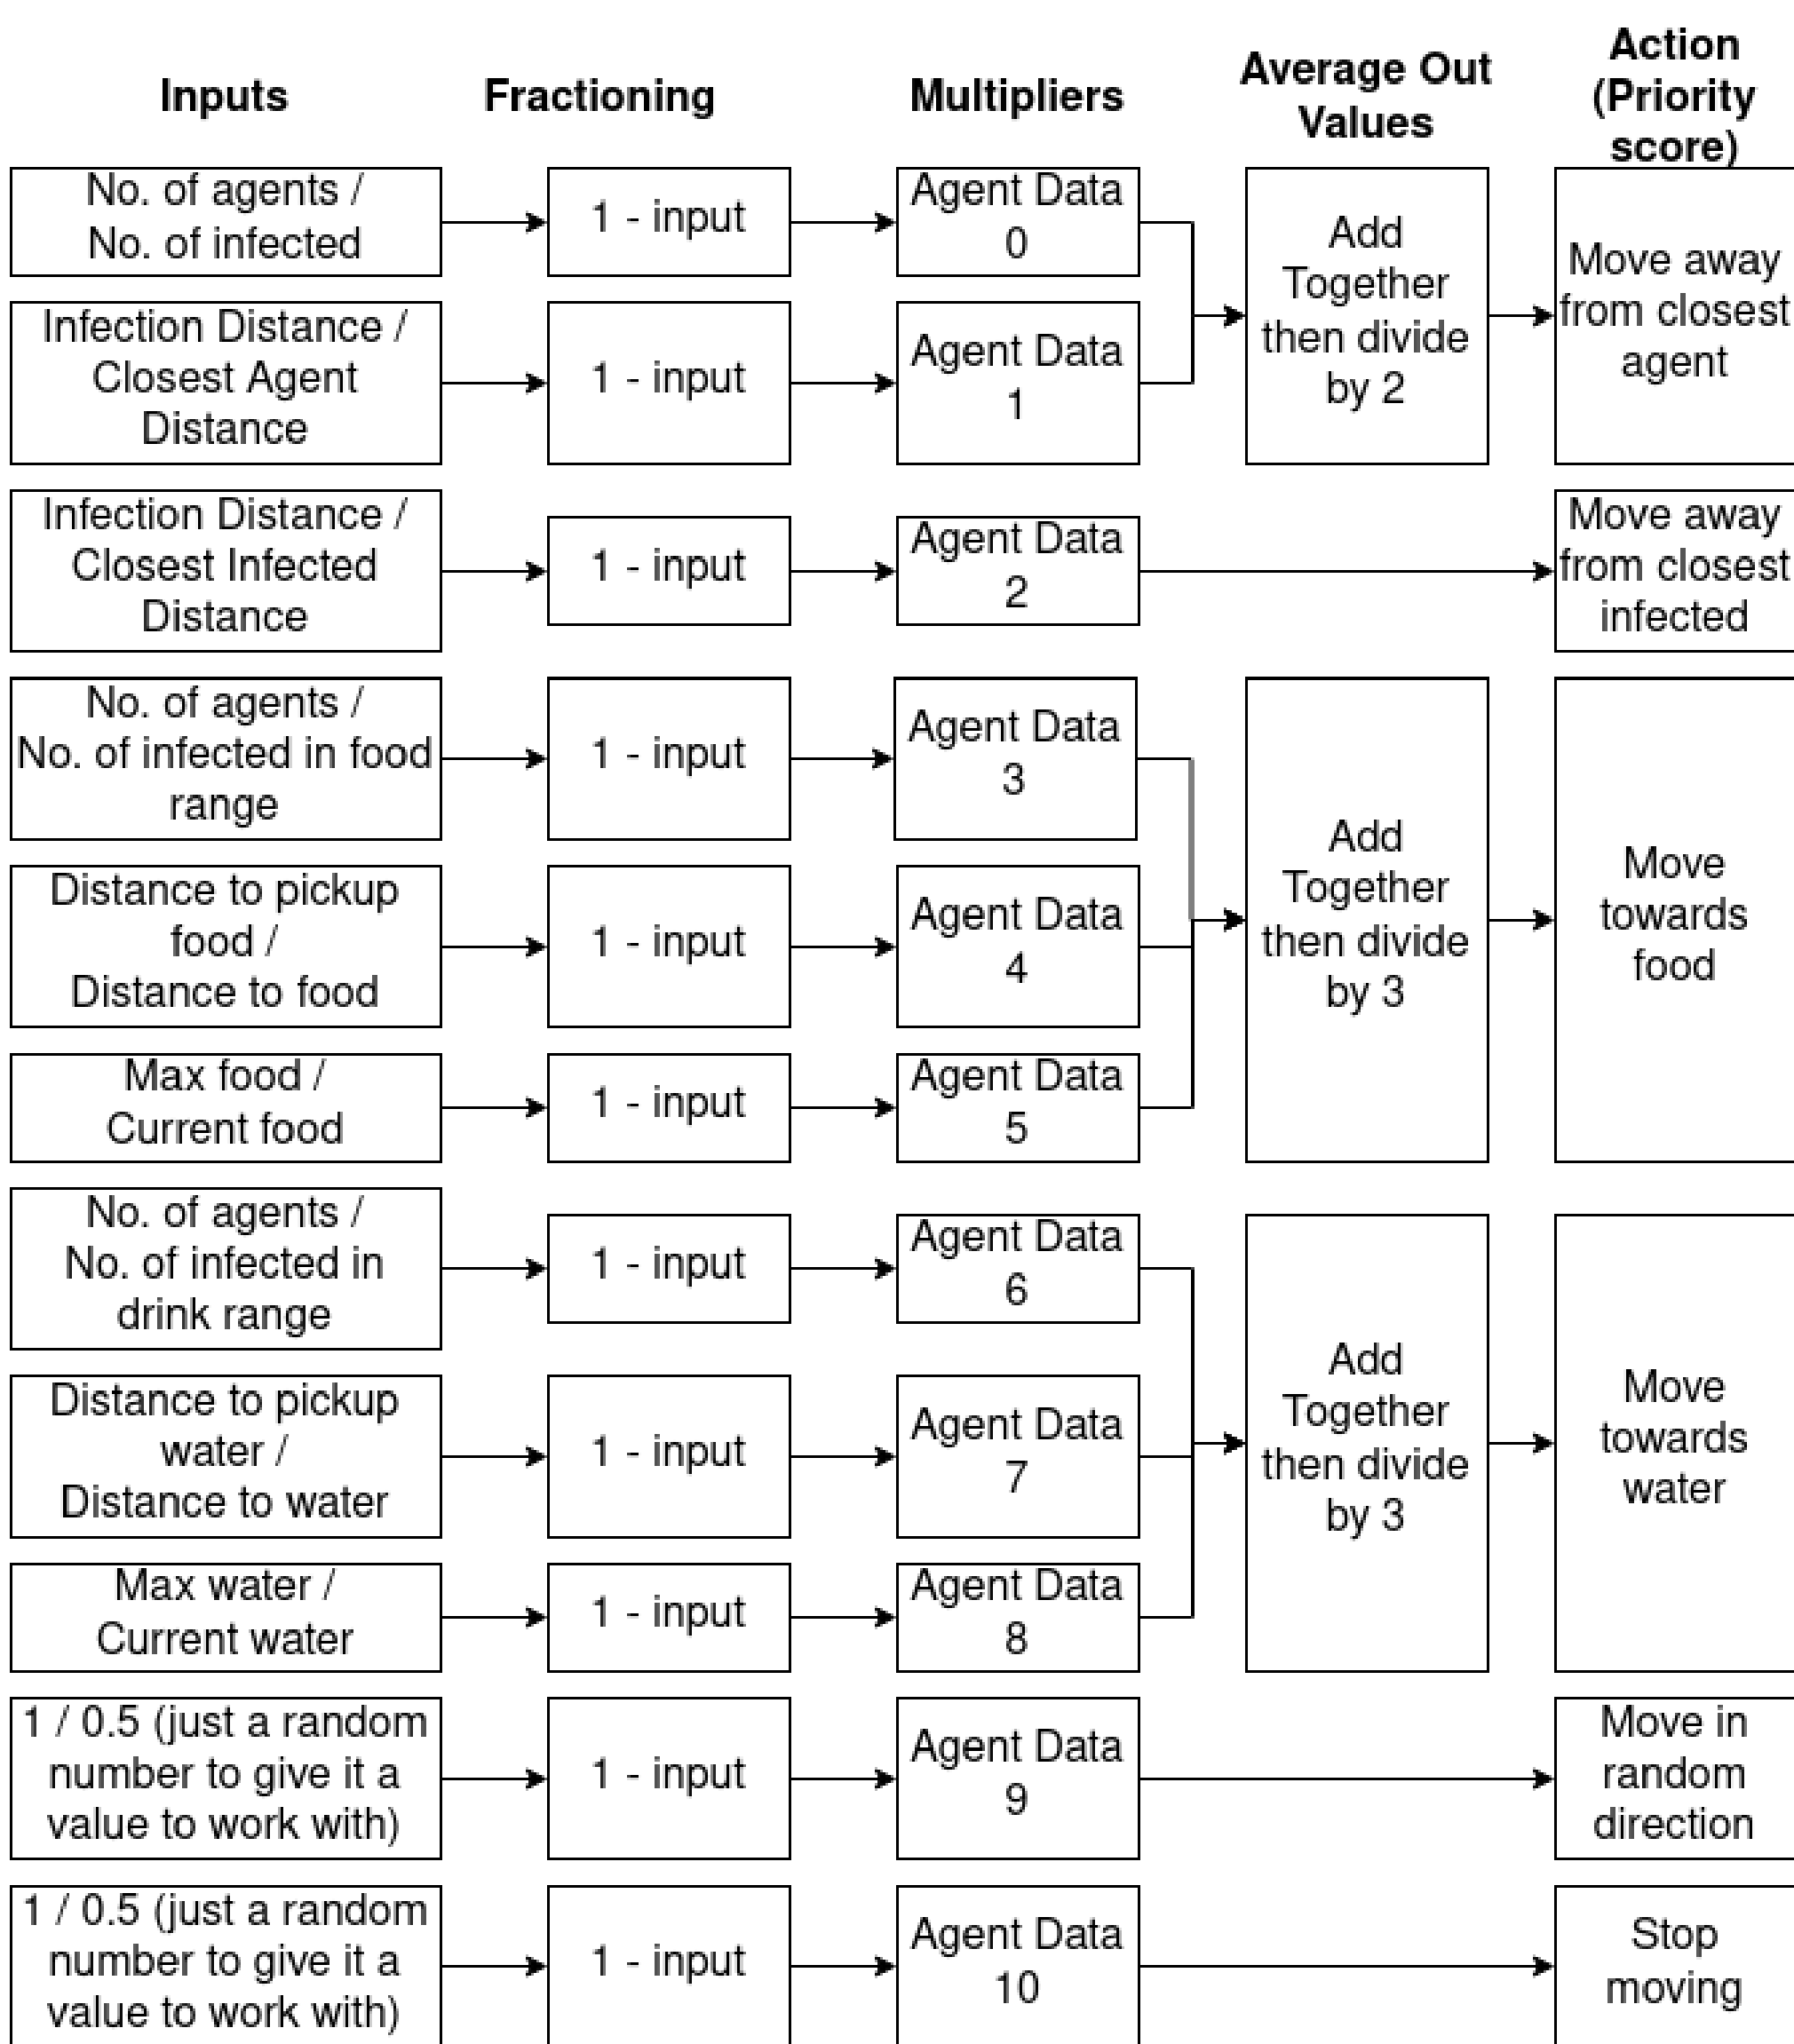 Inputs
Fractioning
Multipliers
Average Out
Values
Action
(Priority
score)
No. of agents /
No. of infected
1 - input
Agent Data
0
Infection Distance /
Closest Agent
Distance
1 - input
Agent Data
1
Add
Together
then divide
by 2
Move away
from closest
agent
Infection Distance /
Closest Infected
Distance
1 - input
Agent Data
2
Move away
from closest
infected
No. of agents /
No. of infected in food
range
1 - input
Agent Data
3
Distance to pickup
food /
Distance to food
1 - input
Agent Data
4
Max food /
Current food
1 - input
Agent Data
5
Add
Together
then divide
by 3
Move
towards
food
No. of agents /
No. of infected in
drink range
1 - input
Agent Data
6
Distance to pickup
water /
Distance to water
1 - input
Agent Data
7
Max water /
Current water
1 - input
Agent Data
8
Add
Together
then divide
by 3
Move
towards
water
1 / 0.5 (just a random
number to give it a
value to work with)
1 - input
Agent Data
9
Move in
random
direction
1 / 0.5 (just a random
number to give it a
value to work with)
1 - input
Agent Data
10
Stop
moving